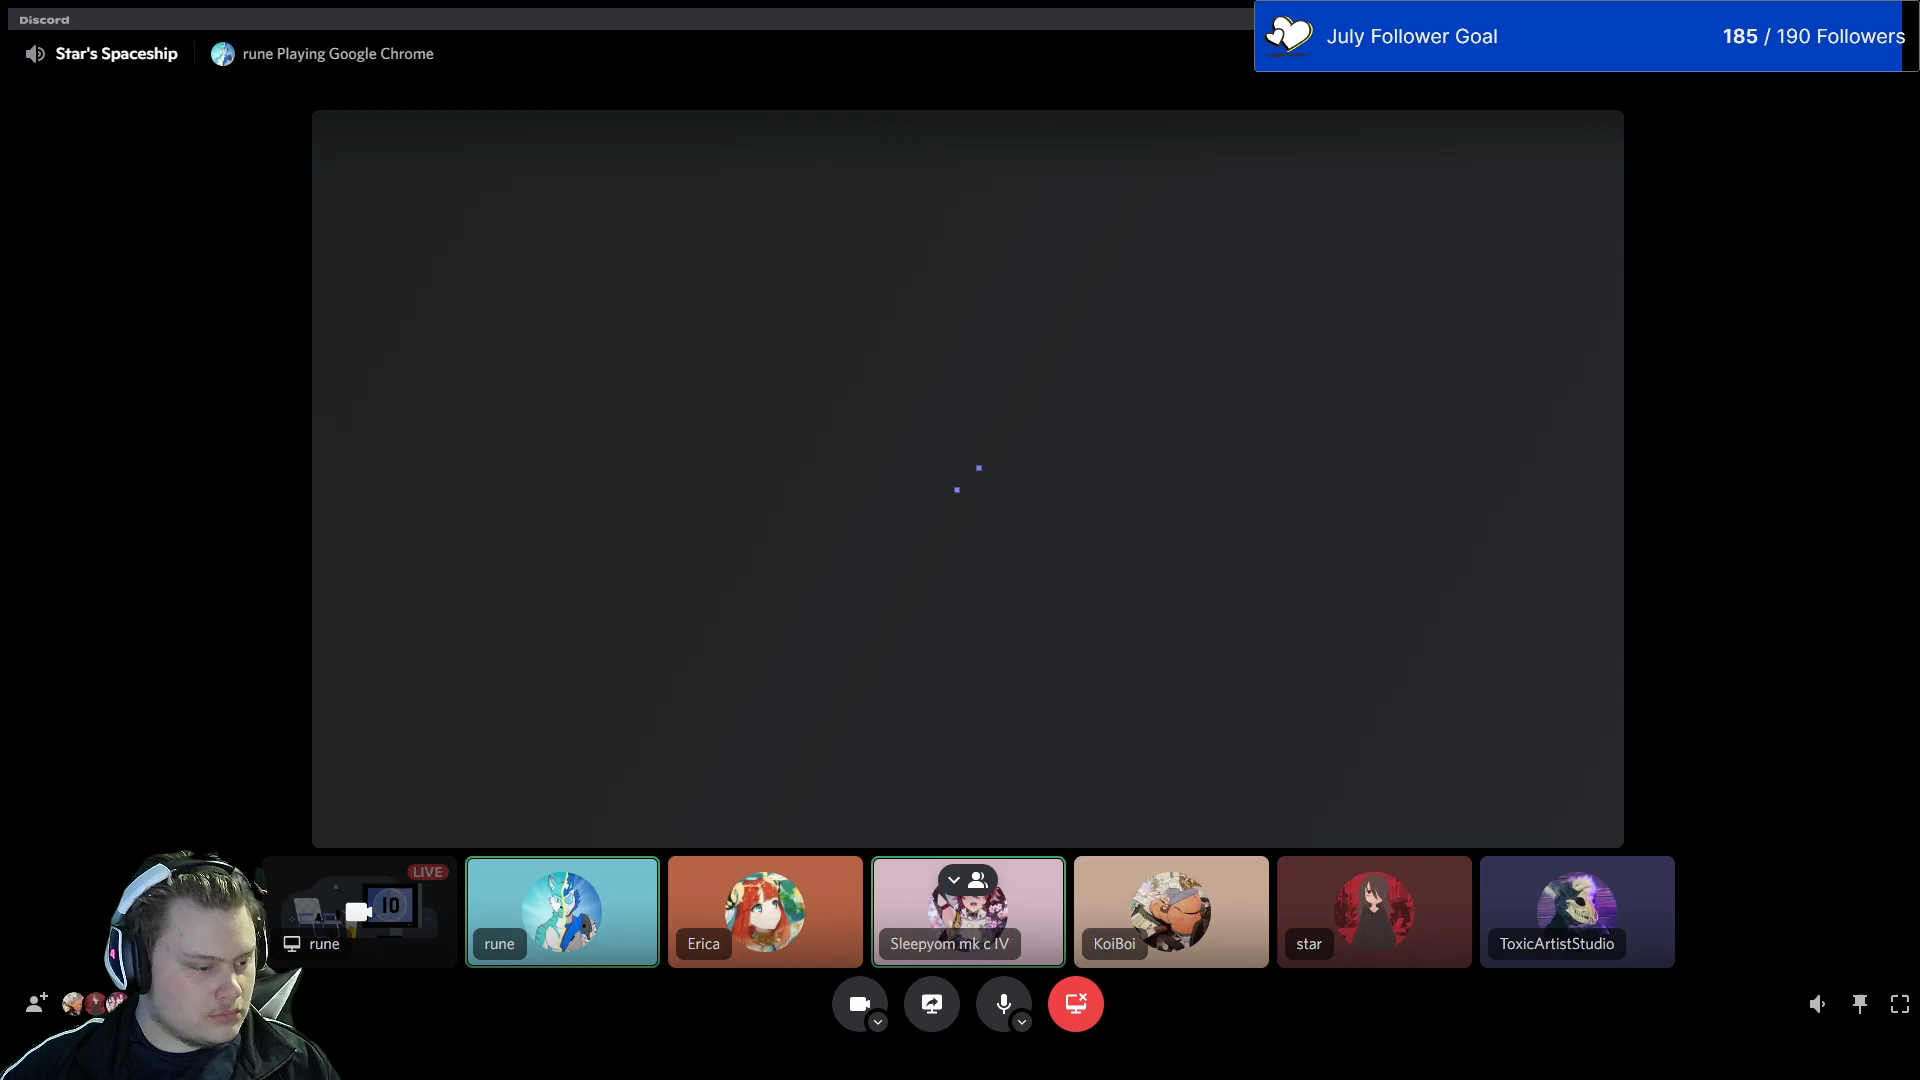 Discord
Star's Spaceship
rune Playing Google Chrome
July Follower Goal
185 / 190 Followers
LIVE
10
rune
rune
Erica
Sleepyom mk c IV
KoiBoi
star
ToxicArtistStudio